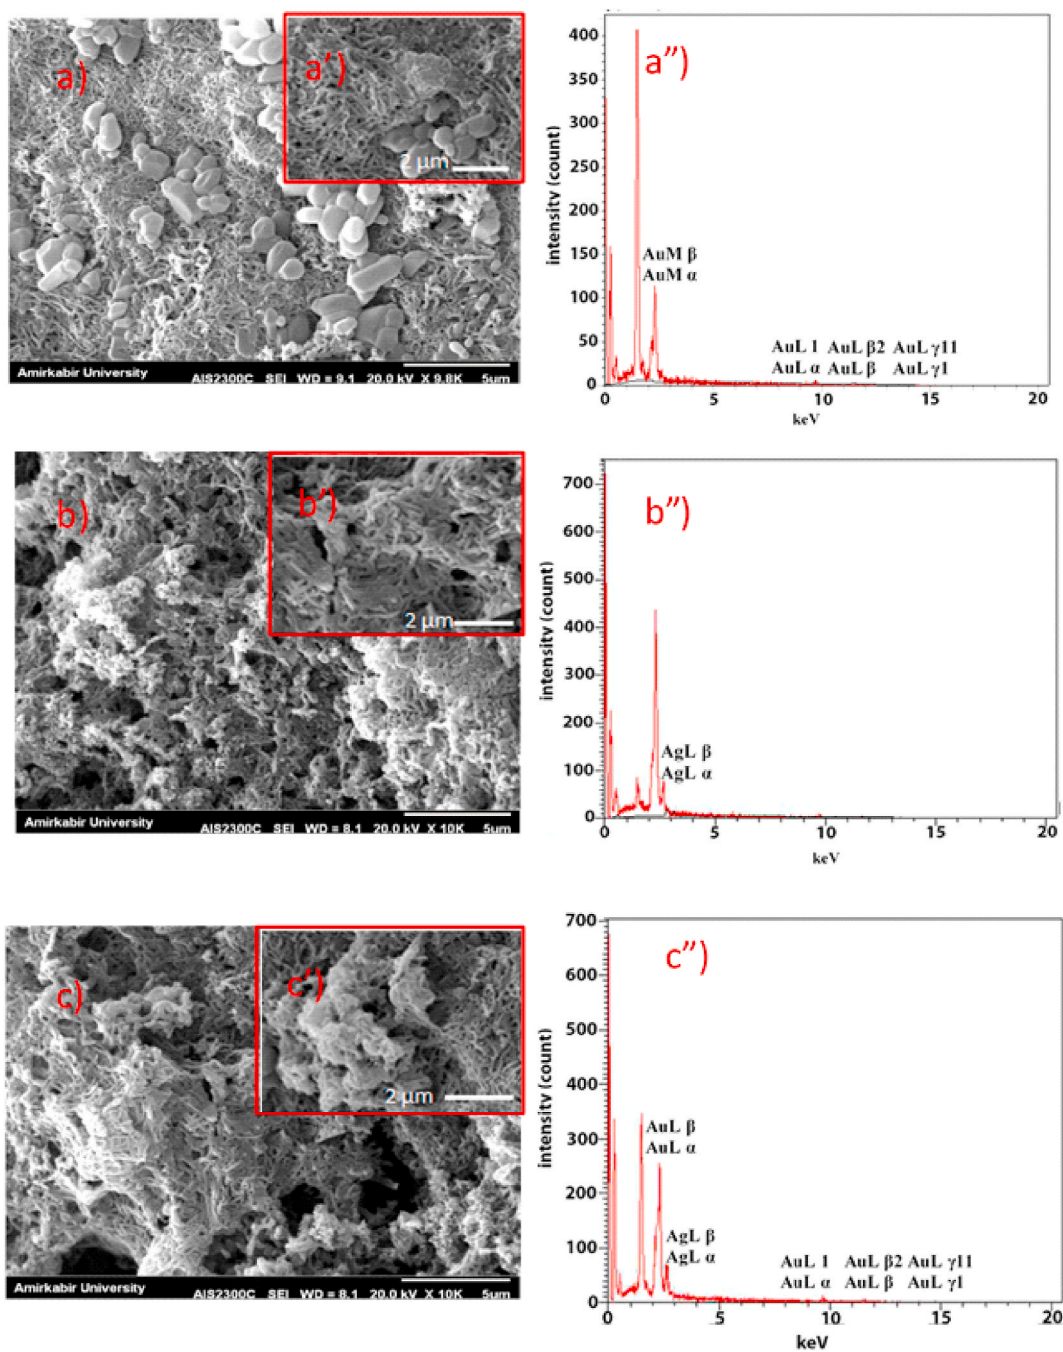 a)
a')
2 μm
Amirkabir University
AIS2300C SEI WD = 9.1 20.0 kV X 9.8K 5um
a")
intensity (count)
400
350
300
250
200
150
100
50
0
AuM β
AuM α
AuL 1 AuL β2 AuL γ11
AuL α AuL β AuL γ1
0 5 10 15 20
keV
b)
b')
2 μm
Amirkabir University
AIS2300C SEI WD = 8.1 20.0 kV X 10K 5um
b")
intensity (count)
700
600
500
400
300
200
100
0
AgL β
AgL α
0 5 10 15 20
keV
c)
c')
2 μm
Amirkabir University
AIS2300C SEI WD = 8.1 20.0 kV X 10K 5um
c")
intensity (count)
700
600
500
400
300
200
100
0
AuL β
AuL α
AgL β
AgL α
AuL 1 AuL β2 AuL γ11
AuL α AuL β AuL γ1
0 5 10 15 20
keV